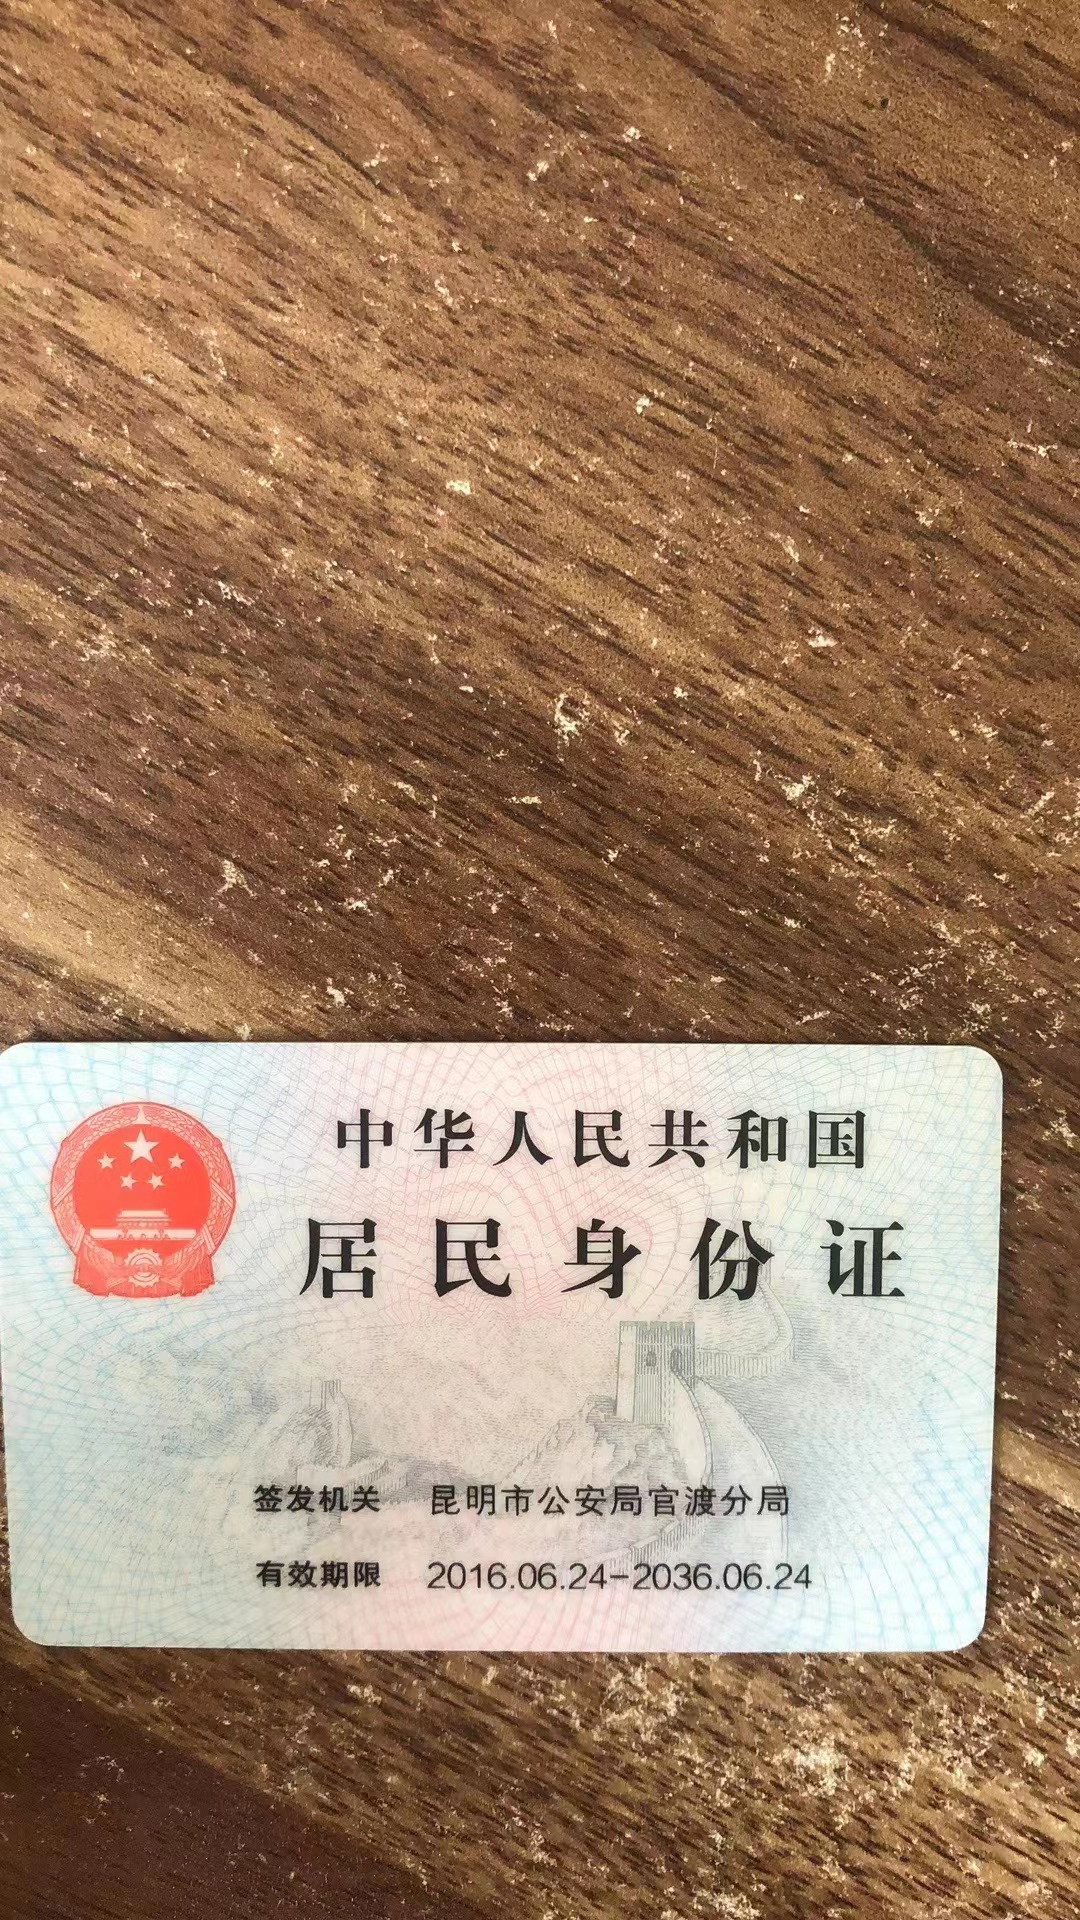 中华人民共和国
居民身份证
签发机关 昆明市公安局官渡分局
有效期限 2016.06.24-2036.06.24